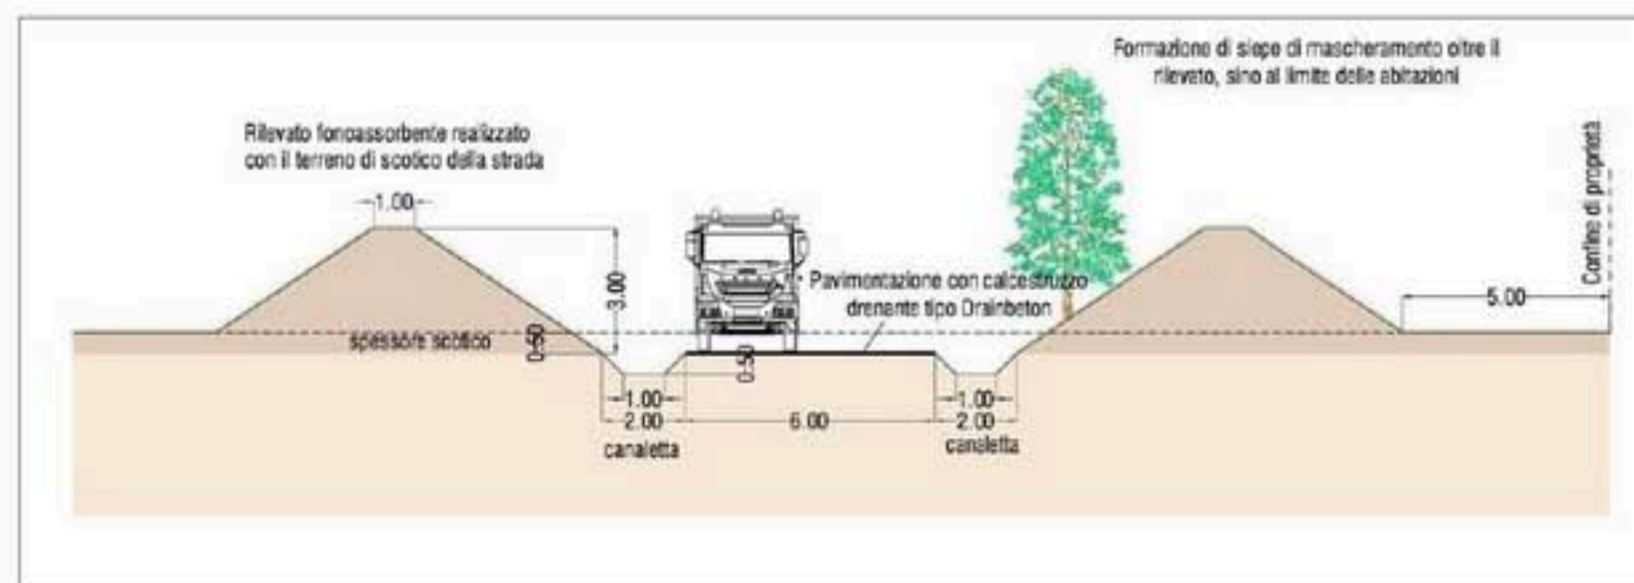 Formazione di siepe di mascheramento oltre il
rilevato, sino al limite delle abitazioni
Rilevato fonoassorbente realizzato
con il terreno di scotico della strada
Confine di proprietà
1.00
3.00
Pavimentazione con calcestruzzo
drenante tipo Drainbeton
5.00
spessore scotico
0.50
0.50
1.00
1.00
2.00
6.00
2.00
canaletta
canaletta